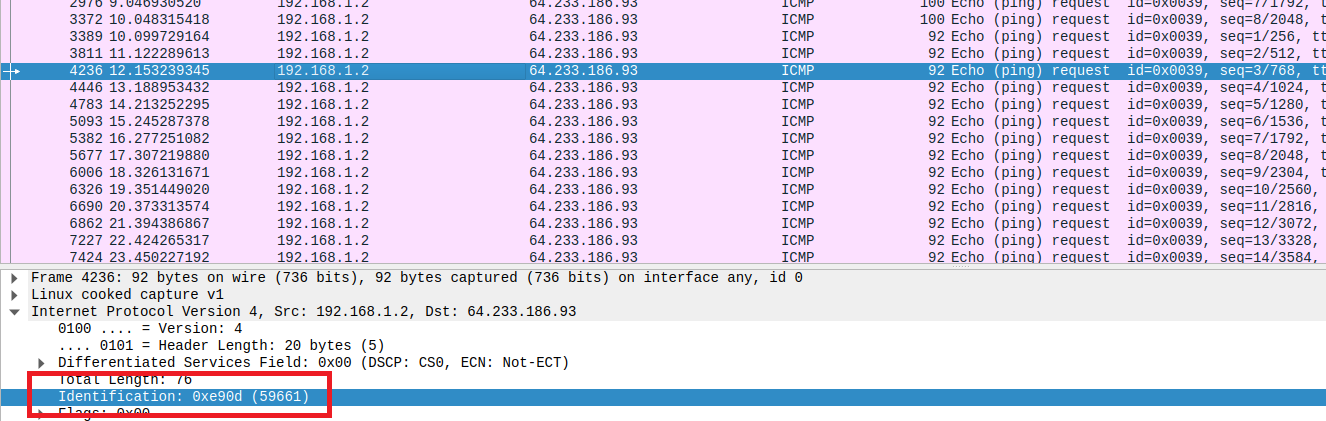 2976 9.046930520 192.168.1.2 64.233.186.93 ICMP 100 Echo (ping) request id=0x0039, seq=7/1792, tt
3372 10.048315418 192.168.1.2 64.233.186.93 ICMP 100 Echo (ping) request id=0x0039, seq=8/2048, tt
3389 10.099729164 192.168.1.2 64.233.186.93 ICMP 92 Echo (ping) request id=0x0039, seq=1/256, tt
3811 11.122289613 192.168.1.2 64.233.186.93 ICMP 92 Echo (ping) request id=0x0039, seq=2/512, tt
4236 12.153239345 192.168.1.2 64.233.186.93 ICMP 92 Echo (ping) request id=0x0039, seq=3/768, tt
4446 13.188953432 192.168.1.2 64.233.186.93 ICMP 92 Echo (ping) request id=0x0039, seq=4/1024, t
4783 14.213252295 192.168.1.2 64.233.186.93 ICMP 92 Echo (ping) request id=0x0039, seq=5/1280, t
5093 15.245287378 192.168.1.2 64.233.186.93 ICMP 92 Echo (ping) request id=0x0039, seq=6/1536, t
5382 16.277251082 192.168.1.2 64.233.186.93 ICMP 92 Echo (ping) request id=0x0039, seq=7/1792, t
5677 17.307219880 192.168.1.2 64.233.186.93 ICMP 92 Echo (ping) request id=0x0039, seq=8/2048, t
6006 18.326131671 192.168.1.2 64.233.186.93 ICMP 92 Echo (ping) request id=0x0039, seq=9/2304, t
6326 19.351449020 192.168.1.2 64.233.186.93 ICMP 92 Echo (ping) request id=0x0039, seq=10/2560,
6690 20.373313574 192.168.1.2 64.233.186.93 ICMP 92 Echo (ping) request id=0x0039, seq=11/2816,
6862 21.394386867 192.168.1.2 64.233.186.93 ICMP 92 Echo (ping) request id=0x0039, seq=12/3072,
7227 22.424265317 192.168.1.2 64.233.186.93 ICMP 92 Echo (ping) request id=0x0039, seq=13/3328,
7424 23.450227192 192.168.1.2 64.233.186.93 ICMP 92 Echo (ping) request id=0x0039, seq=14/3584,
Frame 4236: 92 bytes on wire (736 bits), 92 bytes captured (736 bits) on interface any, id 0
Linux cooked capture v1
Internet Protocol Version 4, Src: 192.168.1.2, Dst: 64.233.186.93
0100 .... = Version: 4
.... 0101 = Header Length: 20 bytes (5)
Differentiated Services Field: 0x00 (DSCP: CS0, ECN: Not-ECT)
Total Length: 76
Identification: 0xe90d (59661)
Flags: 0x00